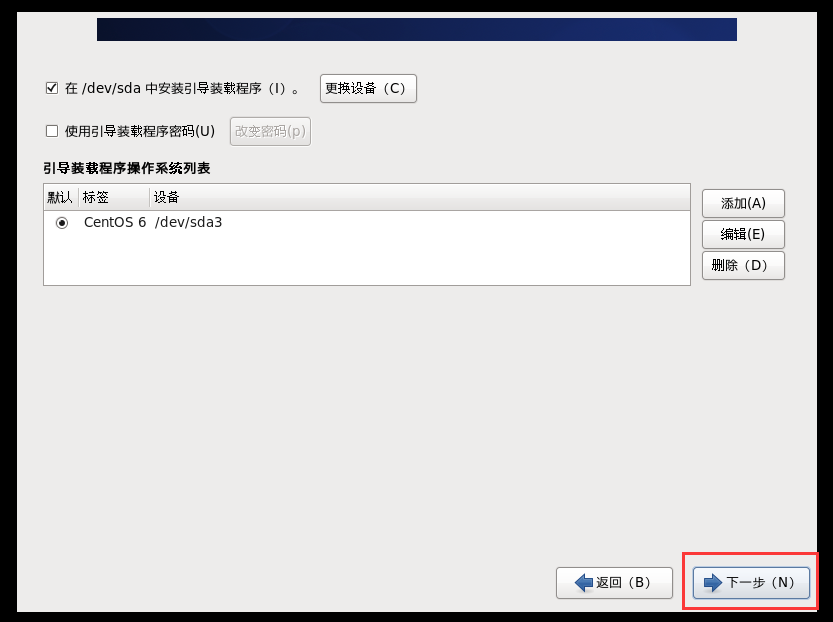 在 /dev/sda 中安装引导装载程序（I）。 更换设备（C）
使用引导装载程序密码(U) 改变密码(p)
引导装载程序操作系统列表
默认 标签 设备
添加(A)
CentOS 6 /dev/sda3
编辑(E)
删除（D）
返回（B） 下一步（N）